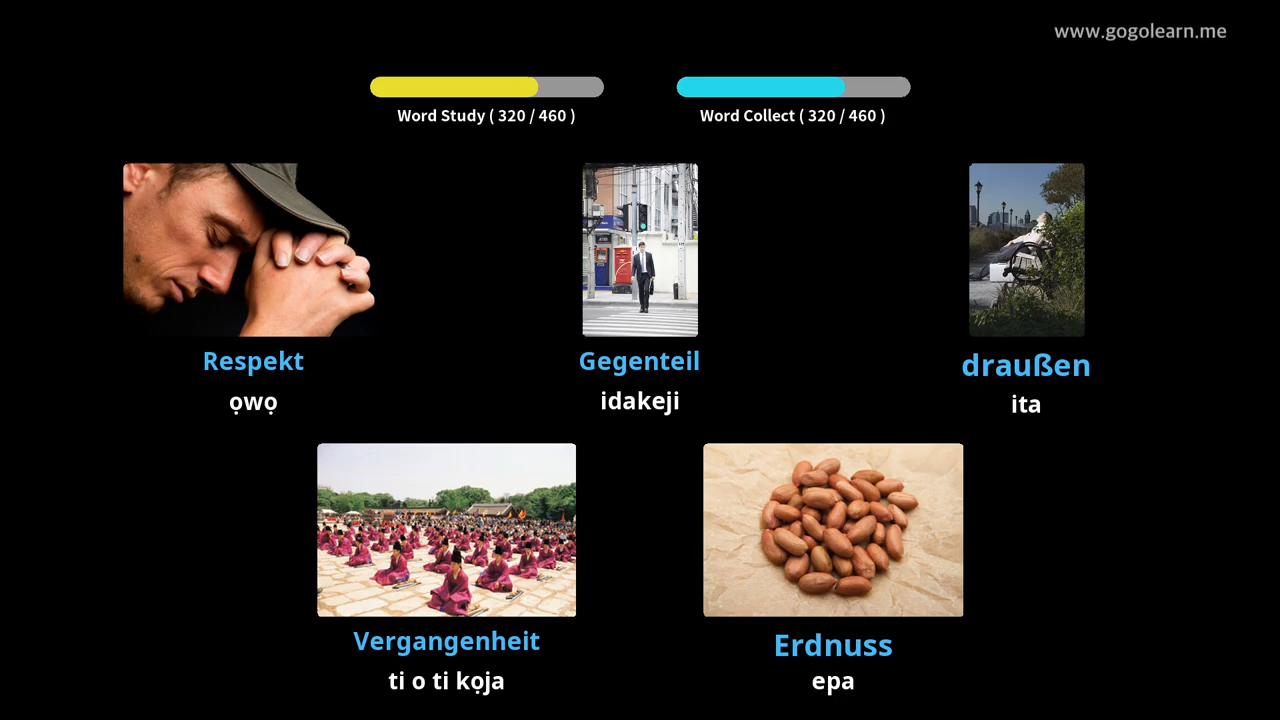 www.gogolearn.me
Word Study ( 320 / 460 )
Word Collect ( 320 / 460 )
Respekt
ọwọ
Gegenteil
idakeji
draußen
ita
Vergangenheit
ti o ti kọja
Erdnuss
epa